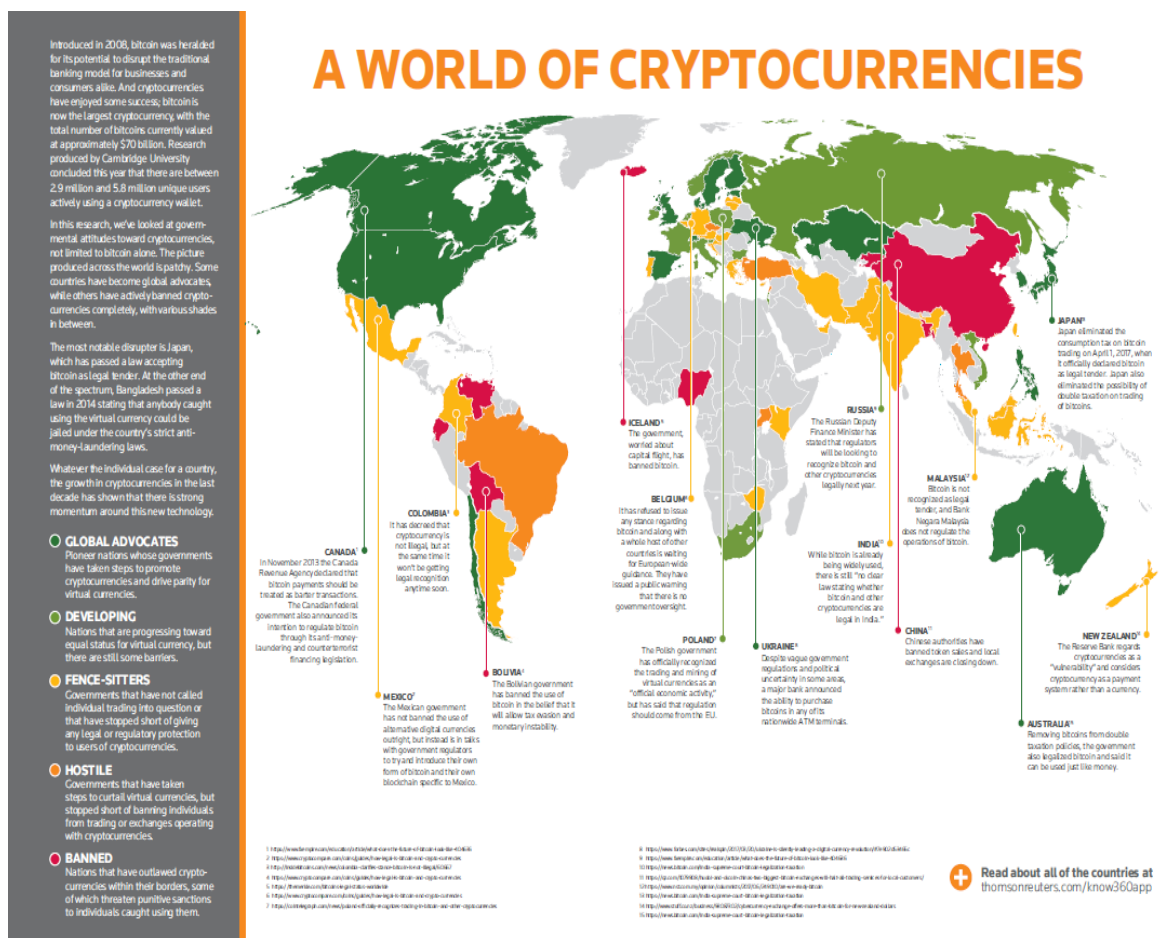 Introduced in 2008, bitcoin was heralded
for its potential to disrupt the traditional
banking model for businesses and
consumers alike. And cryptocurrencies
have enjoyed some success; bitcoin is
now the largest cryptocurrency, with the
total number of bitcoins currently valued
at approximately $70 billion. Research
produced by Cambridge University
concluded this year that there are between
2.9 million and 5.8 million unique users
actively using a cryptocurrency wallet.
In this research, we've looked at govern-
mental attitudes toward cryptocurrencies,
not limited to bitcoin alone. The picture
produced across the world is patchy. Some
countries have become global advocates,
while others have actively banned crypto-
currencies completely, with various shades
in between.
The most notable disrupter is Japan,
which has passed a law accepting
bitcoin as legal tender. At the other end
of the spectrum, Bangladesh passed a
law in 2014 stating that anybody caught
using the virtual currency could be
jailed under the country's strict anti-
money-laundering laws.
Whatever the individual case for a country,
the growth in cryptocurrencies in the last
decade has shown that there is strong
momentum around this new technology.
GLOBAL ADVOCATES
Pioneer nations whose governments
have taken steps to promote
cryptocurrencies and drive parity for
virtual currencies.
DEVELOPING
Nations that are progressing toward
equal status for virtual currency, but
there are still some barriers.
FENCE-SITTERS
Governments that have not called
individual trading into question or
that have stopped short of giving
any legal or regulatory protection
to users of cryptocurrencies.
HOSTILE
Governments that have taken
steps to curtail virtual currencies, but
stopped short of banning individuals
from trading or exchanges operating
with cryptocurrencies.
BANNED
Nations that have outlawed crypto-
currencies within their borders, some
of which threaten punitive sanctions
to individuals caught using them.
A WORLD OF CRYPTOCURRENCIES
CANADA
In November 2013 the Canada
Revenue Agency declared that
bitcoin payments should be
treated as barter transactions.
The Canadian federal
government also announced its
intention to regulate bitcoin
through its anti-money-
laundering and counterterrorist
financing legislation.
MEXICO
The Mexican government
has not banned the use of
alternative digital currencies
outright, but instead is in talks
with government regulators
to try and introduce their own
form of bitcoin and their own
blockchain specific to Mexico.
COLOMBIA
It has decreed that
cryptocurrency is
not illegal, but at
the same time it
won't be getting
legal recognition
anytime soon.
BOLIVIA
The Bolivian government
has banned the use of
bitcoin in the belief that it
will allow tax evasion and
monetary instability.
ICELAND
The government,
worried about
capital flight, has
banned bitcoin.
BELGIUM
It has refused to issue
any stance regarding
bitcoin and along with
a whole host of other
countries is waiting
for European-wide
guidance. They have
issued a public warning
that there is no
government oversight.
POLAND
The Polish government
has officially recognized
the trading and mining of
virtual currencies as an
"official economic activity,"
but has said that regulation
should come from the EU.
UKRAINE
Despite vague government
regulations and political
uncertainty in some areas,
a major bank announced
the ability to purchase
bitcoins in any of its
nationwide ATM terminals.
RUSSIA
The Russian Deputy
Finance Minister has
stated that regulators
will be looking to
recognize bitcoin and
other cryptocurrencies
legally next year.
INDIA
While bitcoin is already
being widely used,
there is still "no clear
law stating whether
bitcoin and other
cryptocurrencies are
legal in India."
CHINA
Chinese authorities have
banned token sales and local
exchanges are closing down.
MALAYSIA
Bitcoin is not
recognized as legal
tender, and Bank
Negara Malaysia
does not regulate the
operations of bitcoin.
JAPAN
Japan eliminated the
consumption tax on bitcoin
trading on April 1, 2017, when
it officially declared bitcoin
as legal tender. Japan also
eliminated the possibility of
double taxation on trading
of bitcoins.
NEW ZEALAND
The Reserve Bank regards
cryptocurrencies as a
"vulnerability" and considers
cryptocurrency as a payment
system rather than a currency.
AUSTRALIA
Removing bitcoins from double
taxation policies, the government
also legalized bitcoin and said it
can be used just like money.
Read about all of the countries at
thomsonreuters.com/know360app